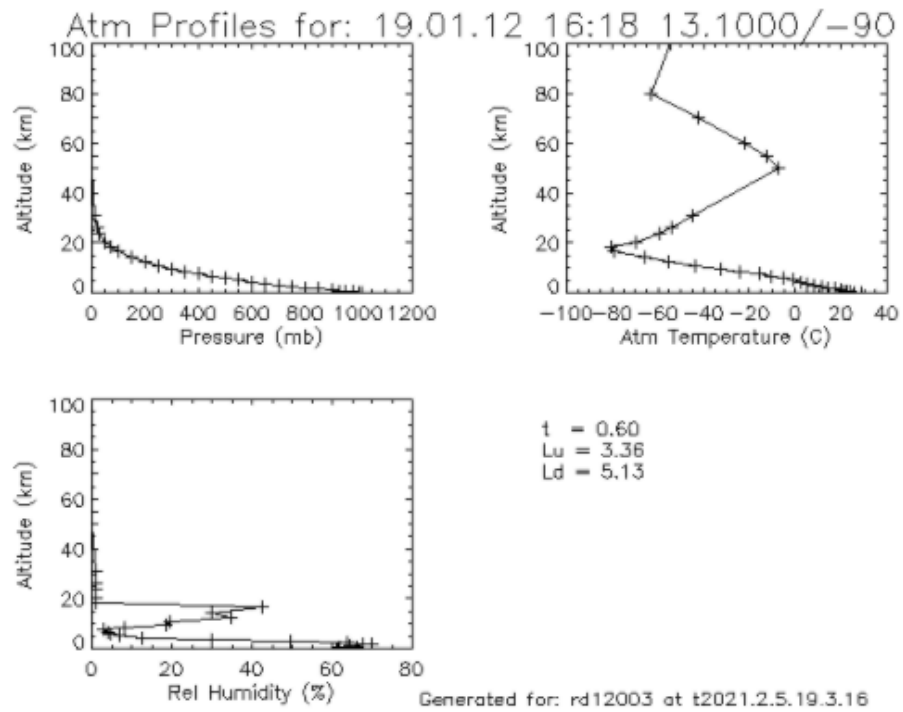 Atm Profiles for: 19.01.12 16:18 13.1000/-90
100
80
60
40
20
0
Altitude (km)
0 200 400 600 800 1000 1200
Pressure (mb)
100
80
60
40
20
0
Altitude (km)
-100 -80 -60 -40 -20 0 20 40
Atm Temperature (C)
100
80
60
40
20
0
Altitude (km)
0 20 40 60 80
Rel Humidity (%)
t = 0.60
Lu = 3.36
Ld = 5.13
Generated for: rd12003 at t2021.2.5.19.3.16